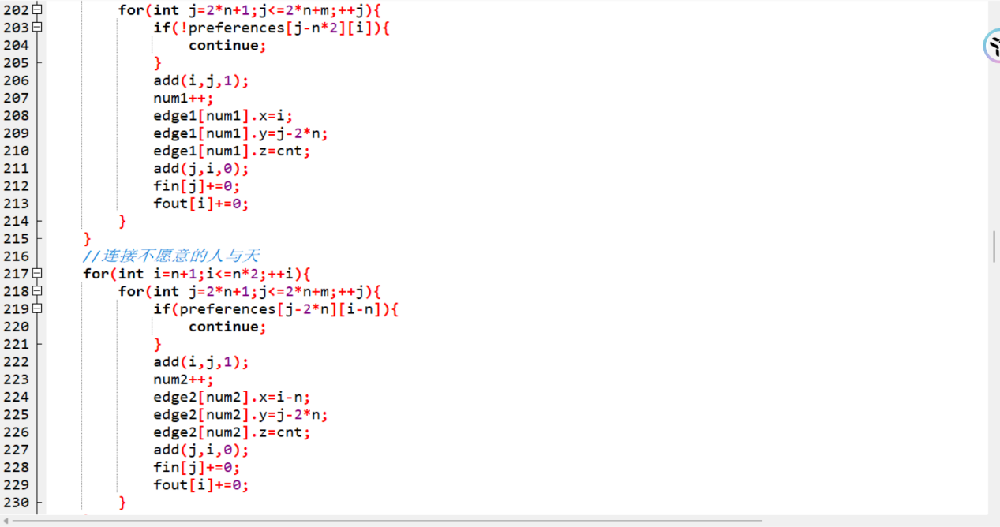 202 for(int j=2*n+1;j<=2*n+m;++j){
203 if(!preferences[j-n*2][i]){
204 continue;
205 }
206 add(i,j,1);
207 num1++;
208 edge1[num1].x=i;
209 edge1[num1].y=j-2*n;
210 edge1[num1].z=cnt;
211 add(j,i,0);
212 fin[j]+=0;
213 fout[i]+=0;
214 }
215 }
216 //连接不愿意的人与天
217 for(int i=n+1;i<=n*2;++i){
218 for(int j=2*n+1;j<=2*n+m;++j){
219 if(preferences[j-2*n][i-n]){
220 continue;
221 }
222 add(i,j,1);
223 num2++;
224 edge2[num2].x=i-n;
225 edge2[num2].y=j-2*n;
226 edge2[num2].z=cnt;
227 add(j,i,0);
228 fin[j]+=0;
229 fout[i]+=0;
230 }